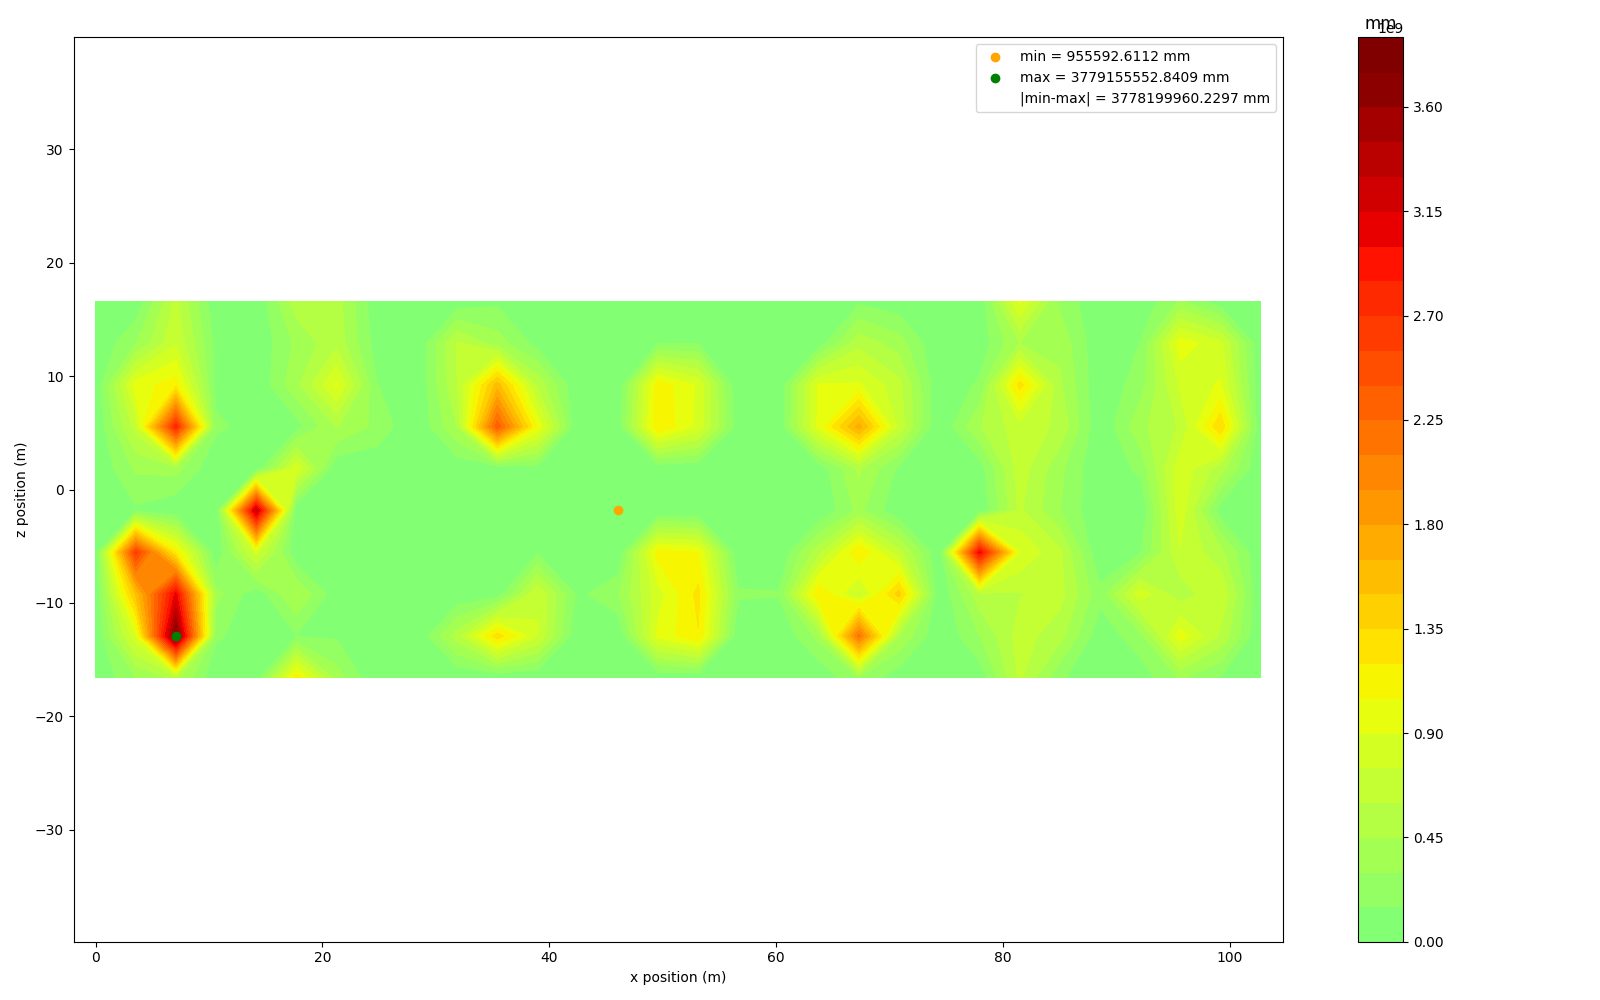 mm
1e9
min = 955592.6112 mm
max = 3779155552.8409 mm
|min-max| = 3778199960.2297 mm
3.60
3.15
2.70
2.25
1.80
1.35
0.90
0.45
0.00
30
20
10
0
−10
−20
−30
z position (m)
0 20 40 60 80 100
x position (m)